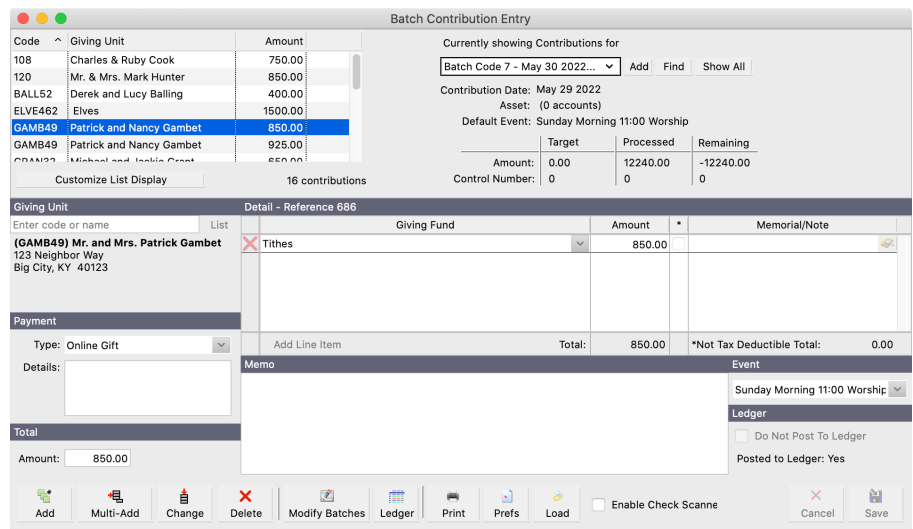 Batch Contribution Entry
Code ^ Giving Unit Amount
108 Charles & Ruby Cook 750.00
120 Mr. & Mrs. Mark Hunter 850.00
BALL52 Derek and Lucy Balling 400.00
ELVE462 Elves 1500.00
GAMB49 Patrick and Nancy Gambet 850.00
GAMB49 Patrick and Nancy Gambet 925.00
GRAN32 Michael and Jackie Grant 650.00
Customize List Display 16 contributions
Currently showing Contributions for
Batch Code 7 - May 30 2022... Add Find Show All
Contribution Date: May 29 2022
Asset: (0 accounts)
Default Event: Sunday Morning 11:00 Worship
Target Processed Remaining
Amount: 0.00 12240.00 -12240.00
Control Number: 0 0 0
Giving Unit
Enter code or name List
(GAMB49) Mr. and Mrs. Patrick Gambet
123 Neighbor Way
Big City, KY 40123
Detail - Reference 686
Giving Fund Amount * Memorial/Note
Tithes 850.00
Add Line Item Total: 850.00 *Not Tax Deductible Total: 0.00
Payment
Type: Online Gift
Details:
Total
Amount: 850.00
Memo
Event
Sunday Morning 11:00 Worship
Ledger
Do Not Post To Ledger
Posted to Ledger: Yes
Add Multi-Add Change Delete Modify Batches Ledger Print Prefs Load Enable Check Scanne Cancel Save